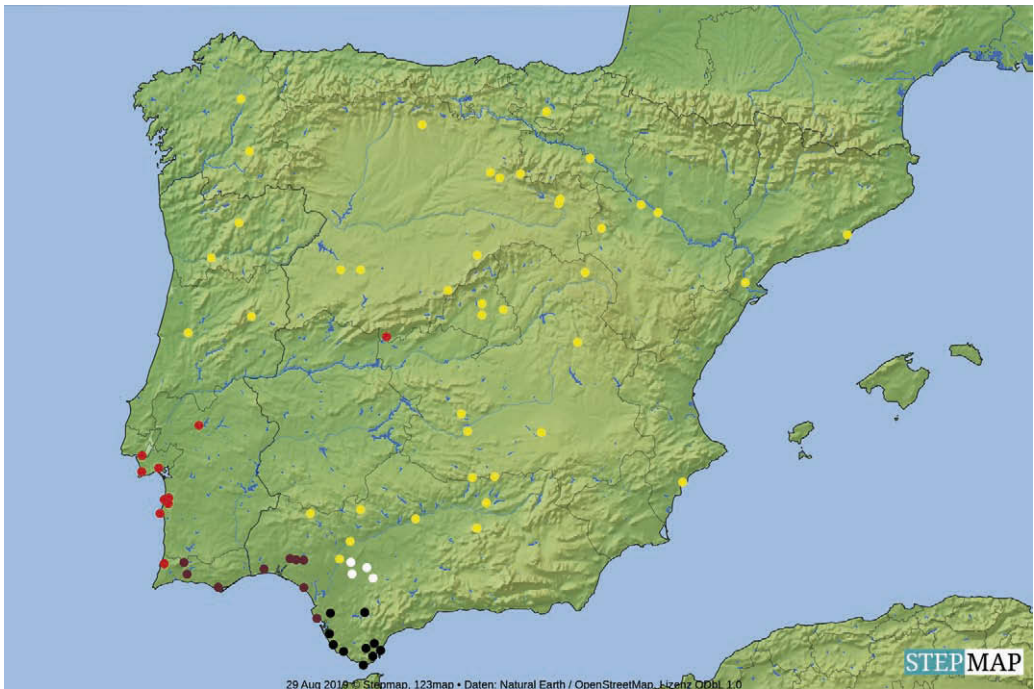 STEPMAP
29 Aug 2019 © Stepmap, 123map • Daten: Natural Earth / OpenStreetMap, Lizenz ODbL 1.0